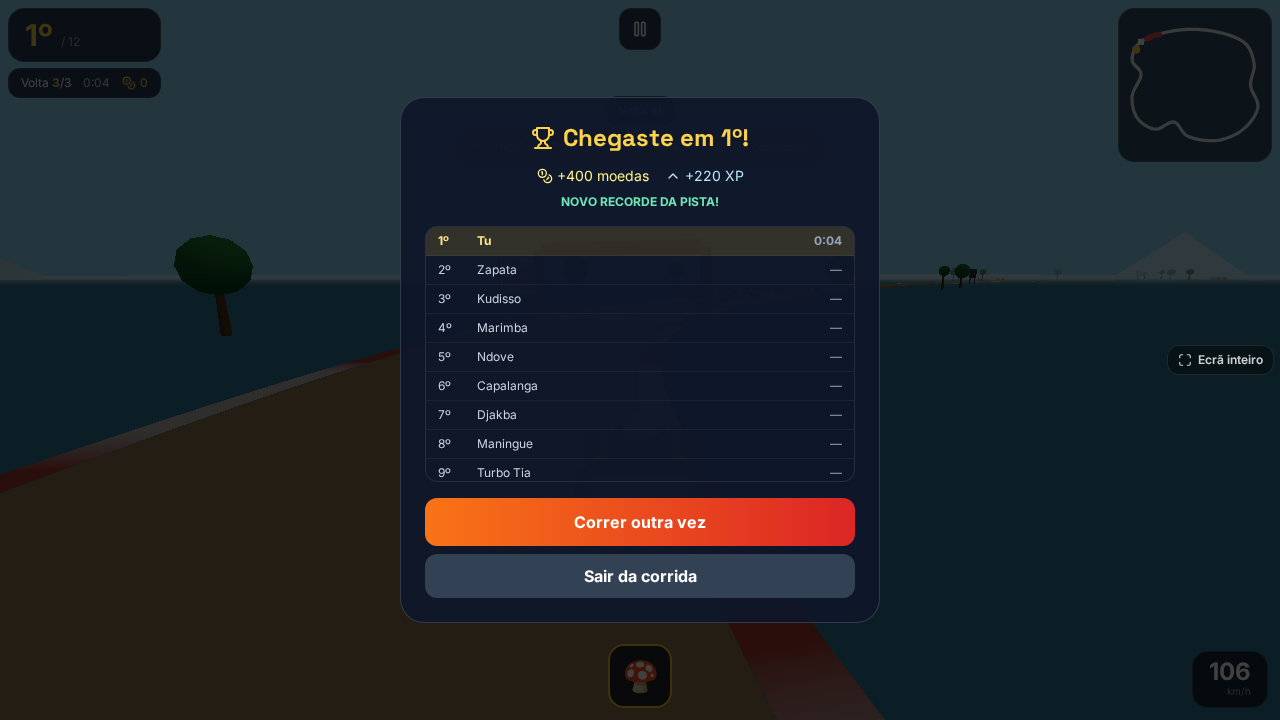 1º / 12
Volta 3/3 0:04 0
Chegaste em 1º!
+400 moedas +220 XP
NOVO RECORDE DA PISTA!
1º Tu 0:04
2º Zapata —
3º Kudisso —
4º Marimba —
5º Ndove —
6º Capalanga —
7º Djakba —
8º Maningue —
9º Turbo Tia —
Ecrã inteiro
Correr outra vez
Sair da corrida
106
km/h